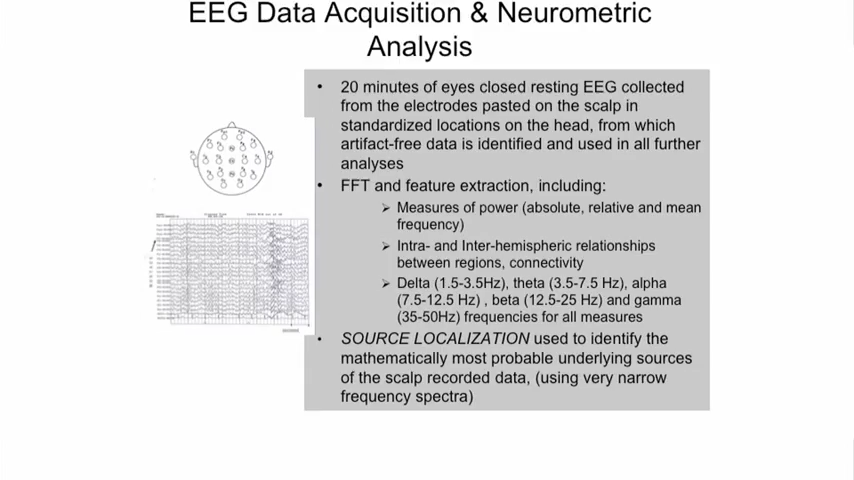 EEG Data Acquisition & Neurometric
Analysis
• 20 minutes of eyes closed resting EEG collected
from the electrodes pasted on the scalp in
standardized locations on the head, from which
artifact-free data is identified and used in all further
analyses
• FFT and feature extraction, including:
➢ Measures of power (absolute, relative and mean
frequency)
➢ Intra- and Inter-hemispheric relationships
between regions, connectivity
➢ Delta (1.5-3.5Hz), theta (3.5-7.5 Hz), alpha
(7.5-12.5 Hz) , beta (12.5-25 Hz) and gamma
(35-50Hz) frequencies for all measures
• SOURCE LOCALIZATION used to identify the
mathematically most probable underlying sources
of the scalp recorded data, (using very narrow
frequency spectra)